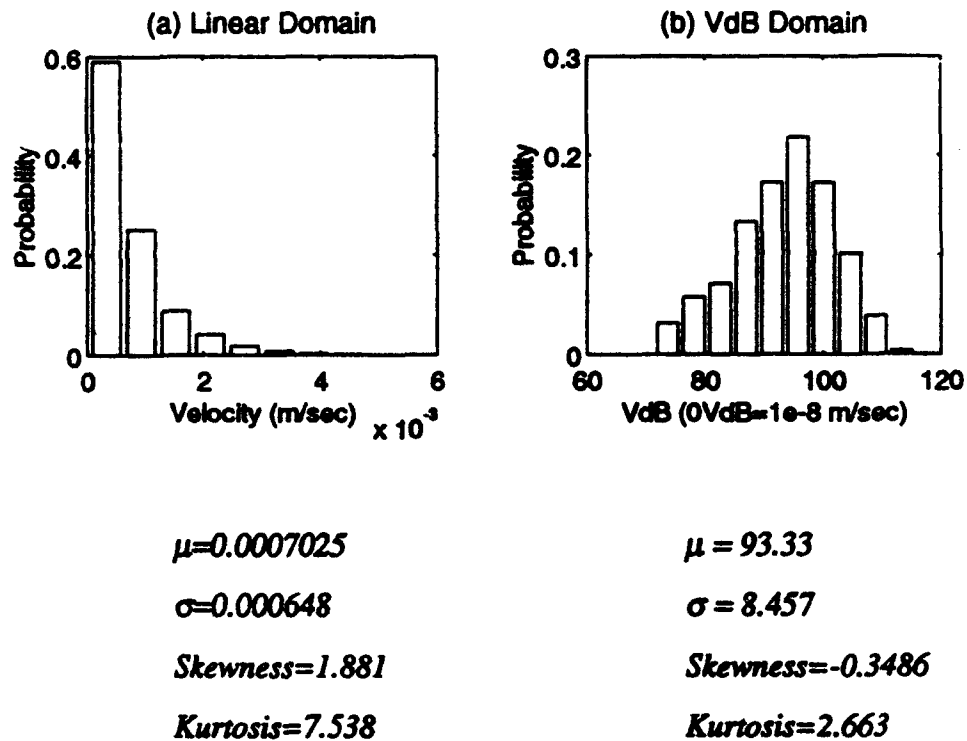 (a) Linear Domain
0.6
0.4
0.2
0
Probability
0 2 4 6
Velocity (m/sec)
x 10^-3
(b) VdB Domain
0.3
0.2
0.1
0
Probability
60 80 100 120
VdB (0VdB=1e-8 m/sec)
μ=0.0007025
σ=0.000648
Skewness=1.881
Kurtosis=7.538
μ = 93.33
σ = 8.457
Skewness=-0.3486
Kurtosis=2.663